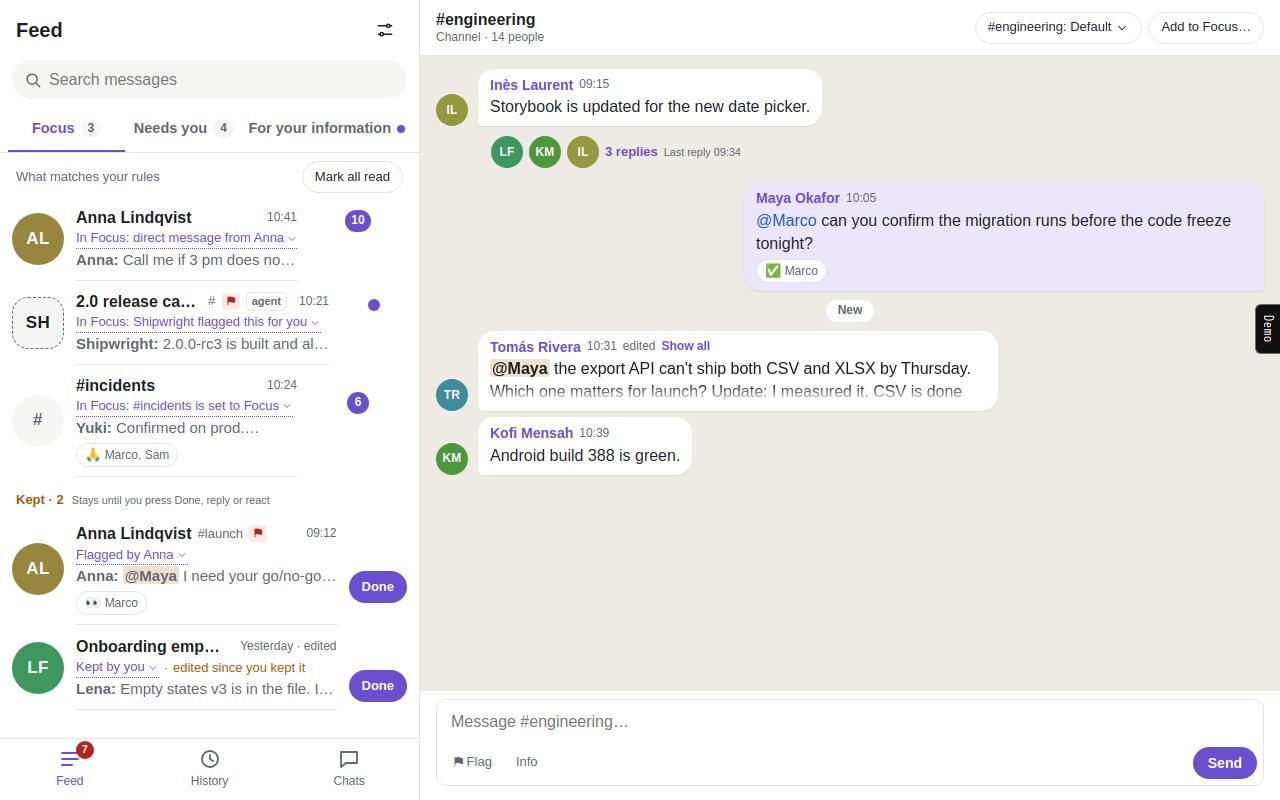 Feed
Search messages
Focus 3
Needs you 4
For your information
What matches your rules
Mark all read
AL
Anna Lindqvist 10:41
10
In Focus: direct message from Anna
Anna: Call me if 3 pm does no…
SH
2.0 release ca… # agent 10:21
In Focus: Shipwright flagged this for you
Shipwright: 2.0.0-rc3 is built and al…
#
#incidents 10:24
In Focus: #incidents is set to Focus
6
Yuki: Confirmed on prod.…
🙏 Marco, Sam
Kept · 2 Stays until you press Done, reply or react
AL
Anna Lindqvist #launch 09:12
Flagged by Anna
Anna: @Maya I need your go/no-go…
Done
👀 Marco
LF
Onboarding emp… Yesterday · edited
Kept by you · edited since you kept it
Lena: Empty states v3 is in the file. I…
Done
7
Feed
History
Chats
#engineering
Channel · 14 people
#engineering: Default
Add to Focus…
Inès Laurent 09:15
IL
Storybook is updated for the new date picker.
LF KM IL 3 replies Last reply 09:34
Maya Okafor 10:05
@Marco can you confirm the migration runs before the code freeze
tonight?
✅ Marco
New
Tomás Rivera 10:31 edited Show all
@Maya the export API can't ship both CSV and XLSX by Thursday.
Which one matters for launch? Update: I measured it. CSV is done
TR
Kofi Mensah 10:39
KM
Android build 388 is green.
Demo
Message #engineering…
Flag
Info
Send